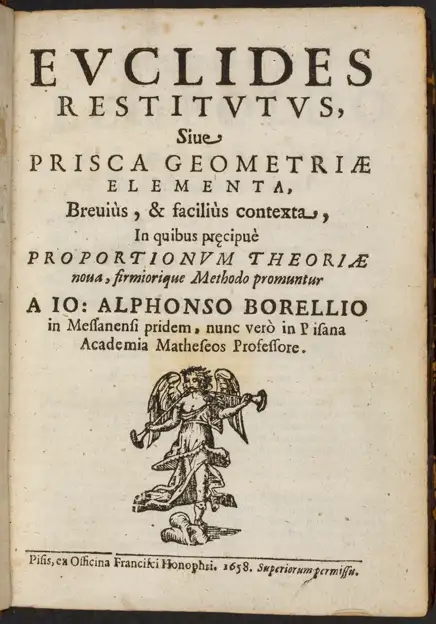 EVCLIDES
RESTITVTVS,
Siue
PRISCA GEOMETRIÆ
ELEMENTA,
Breuiùs, & faciliùs contexta,
In quibus pręcipuè
PROPORTIONVM THEORIÆ
noua, firmiorique Methodo promuntur
A IO: ALPHONSO BORELLIO
in Messanensi pridem, nunc verò in Pisana
Academia Matheseos Professore.
Pisis, ex Officina Francisci Honophri. 1658. Superiorum permissu.